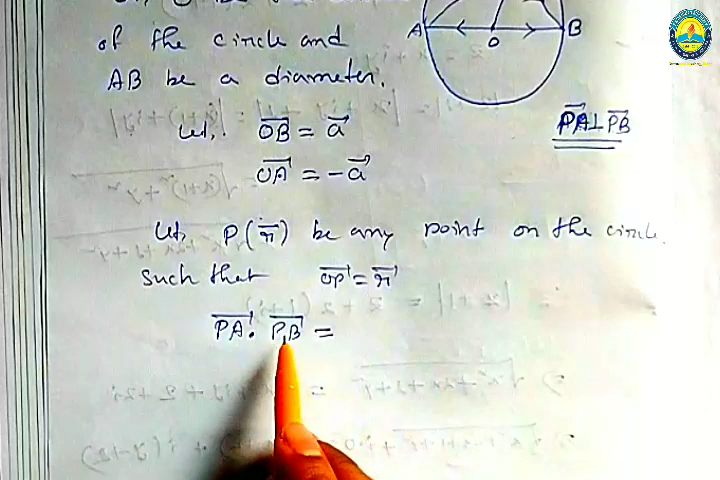 of the circle and
AB be a diameter.
Let, OB⃗ = a⃗
OA⃗ = -a⃗
Let, P(r⃗) be any point on the circle.
such that OP⃗ = r⃗
PA⃗ . PB⃗ =
A B
O
PA⃗ ⊥ PB⃗